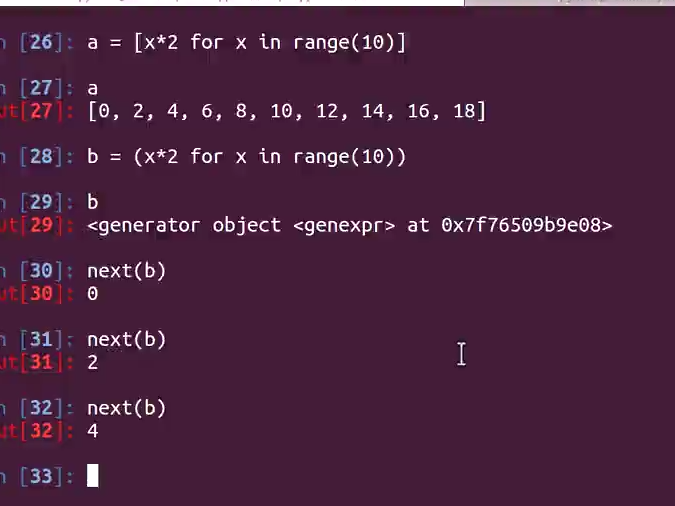 n [26]: a = [x*2 for x in range(10)]
n [27]: a
ut[27]: [0, 2, 4, 6, 8, 10, 12, 14, 16, 18]
n [28]: b = (x*2 for x in range(10))
n [29]: b
ut[29]: <generator object <genexpr> at 0x7f76509b9e08>
n [30]: next(b)
ut[30]: 0
n [31]: next(b)
ut[31]: 2
n [32]: next(b)
ut[32]: 4
n [33]: